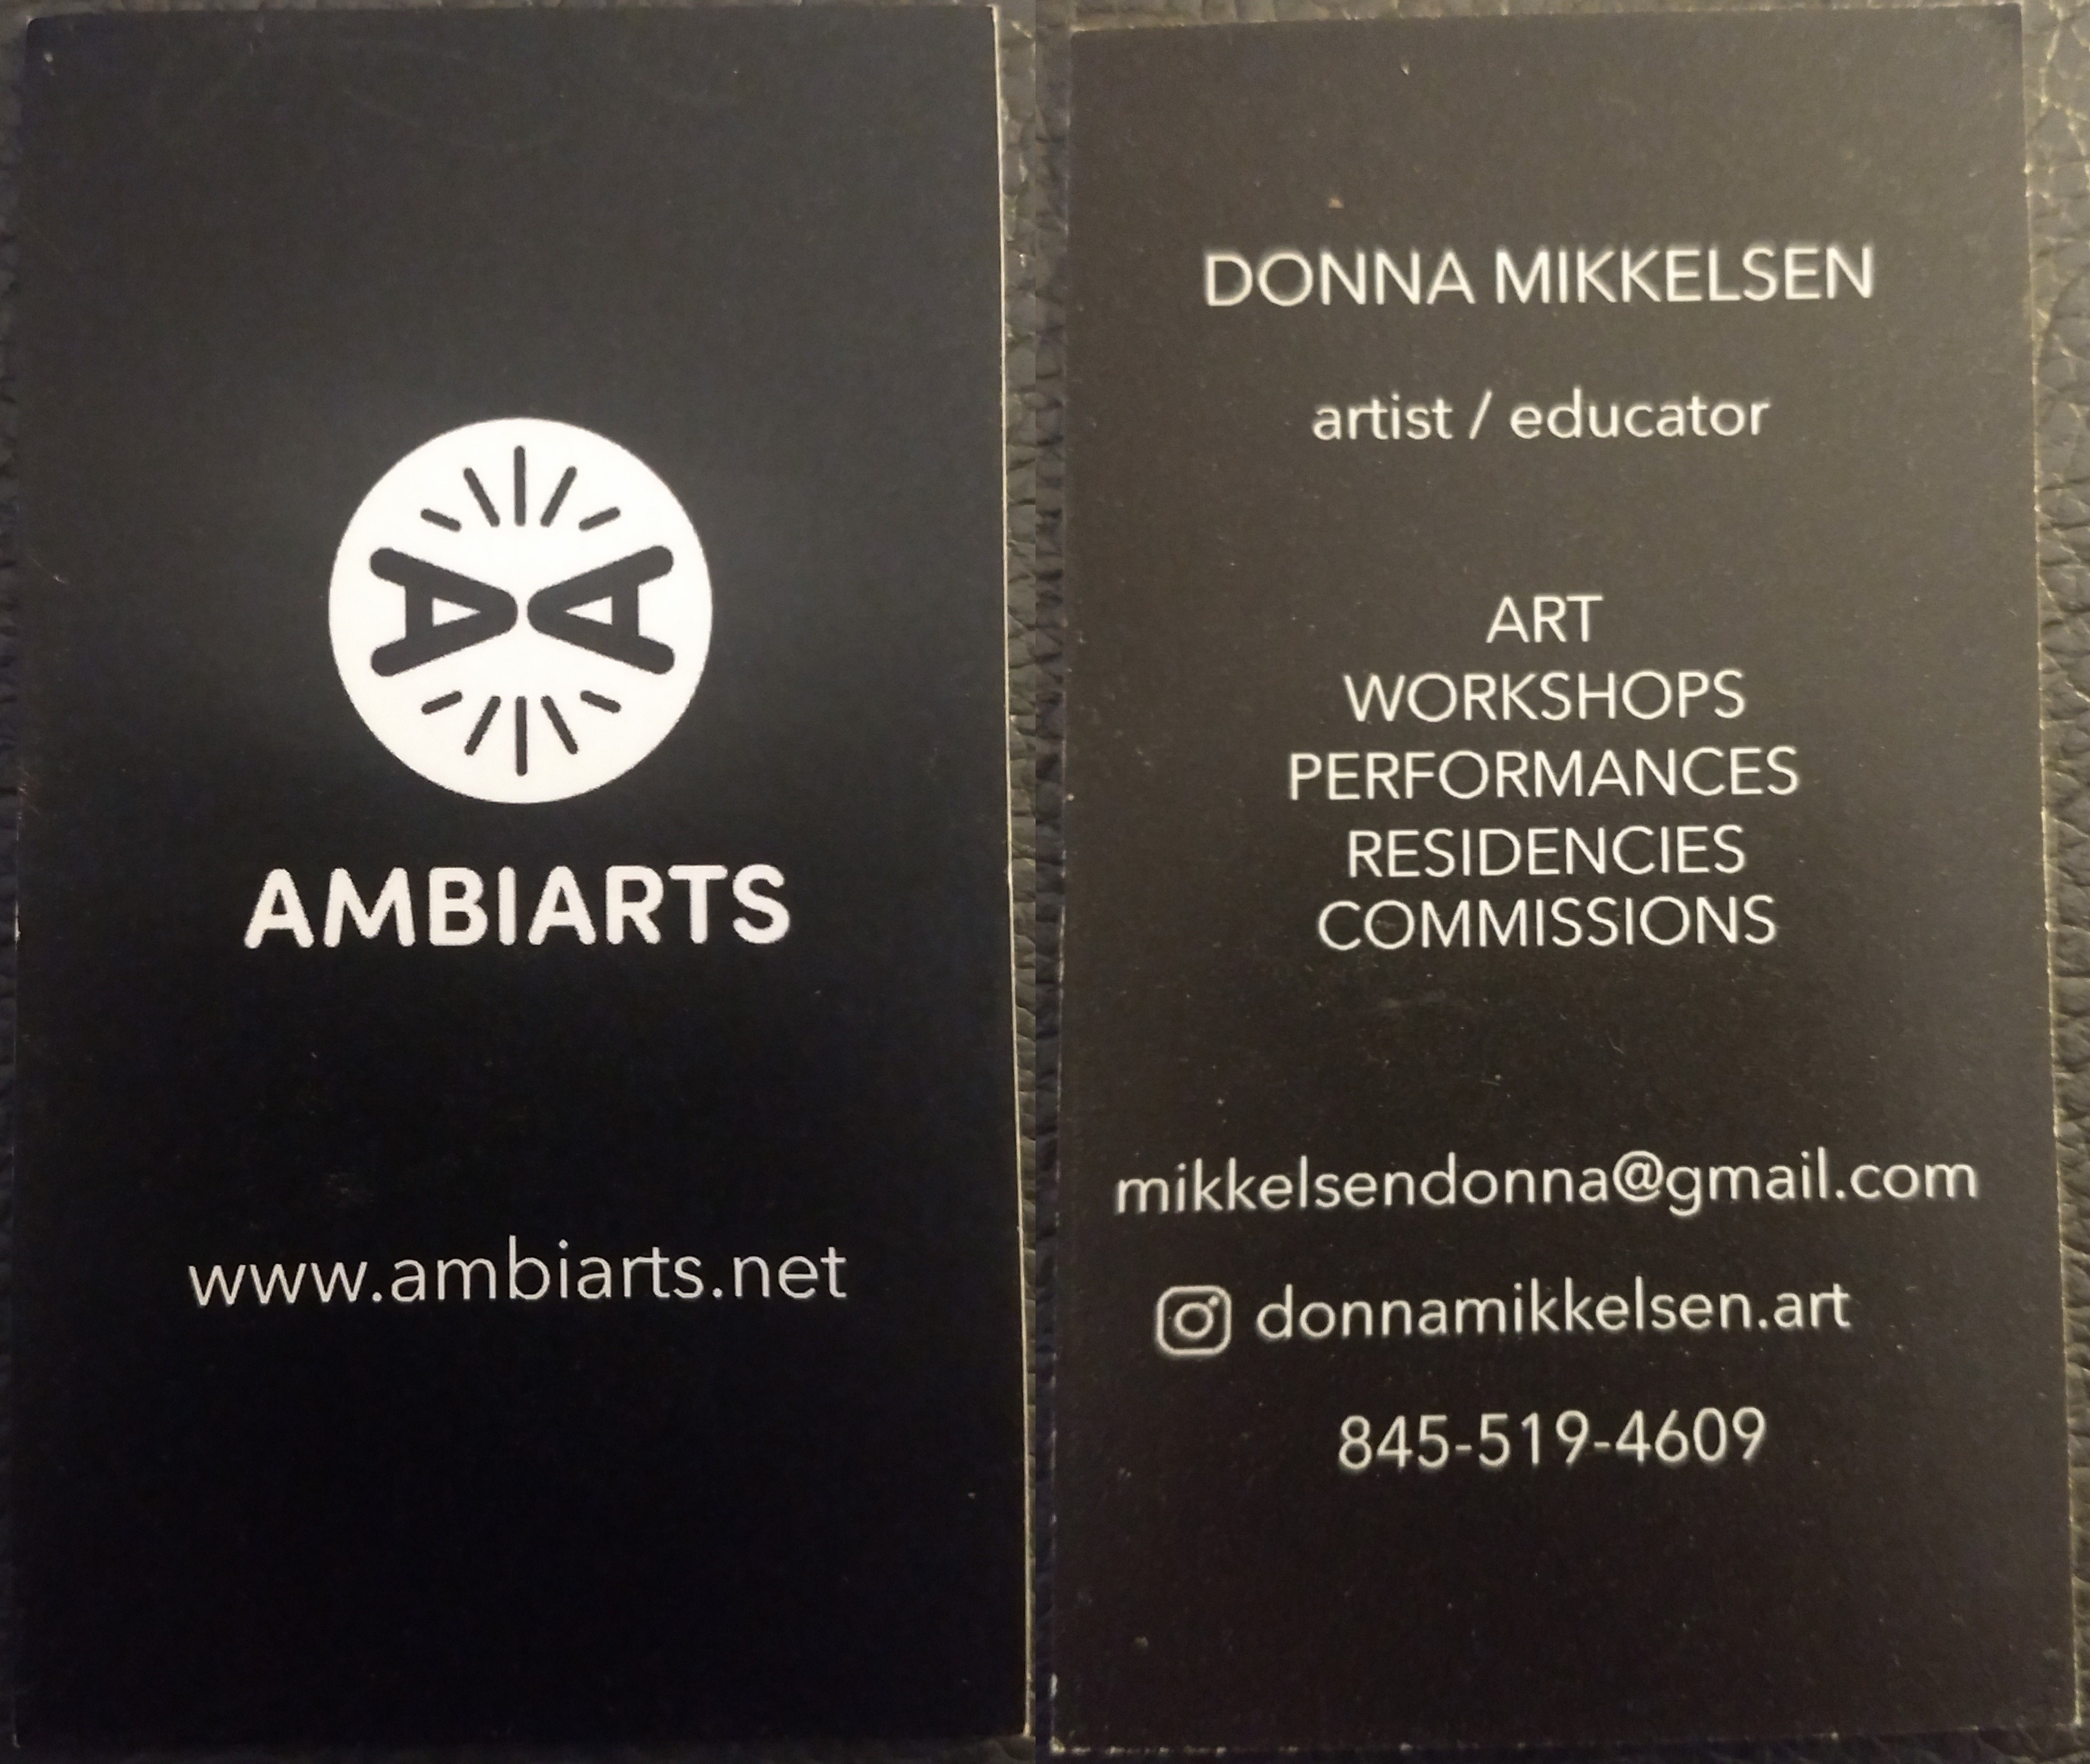 AMBIARTS
www.ambiarts.net
DONNA MIKKELSEN
artist / educator
ART
WORKSHOPS
PERFORMANCES
RESIDENCIES
COMMISSIONS
mikkelsendonna@gmail.com
donnamikkelsen.art
845-519-4609